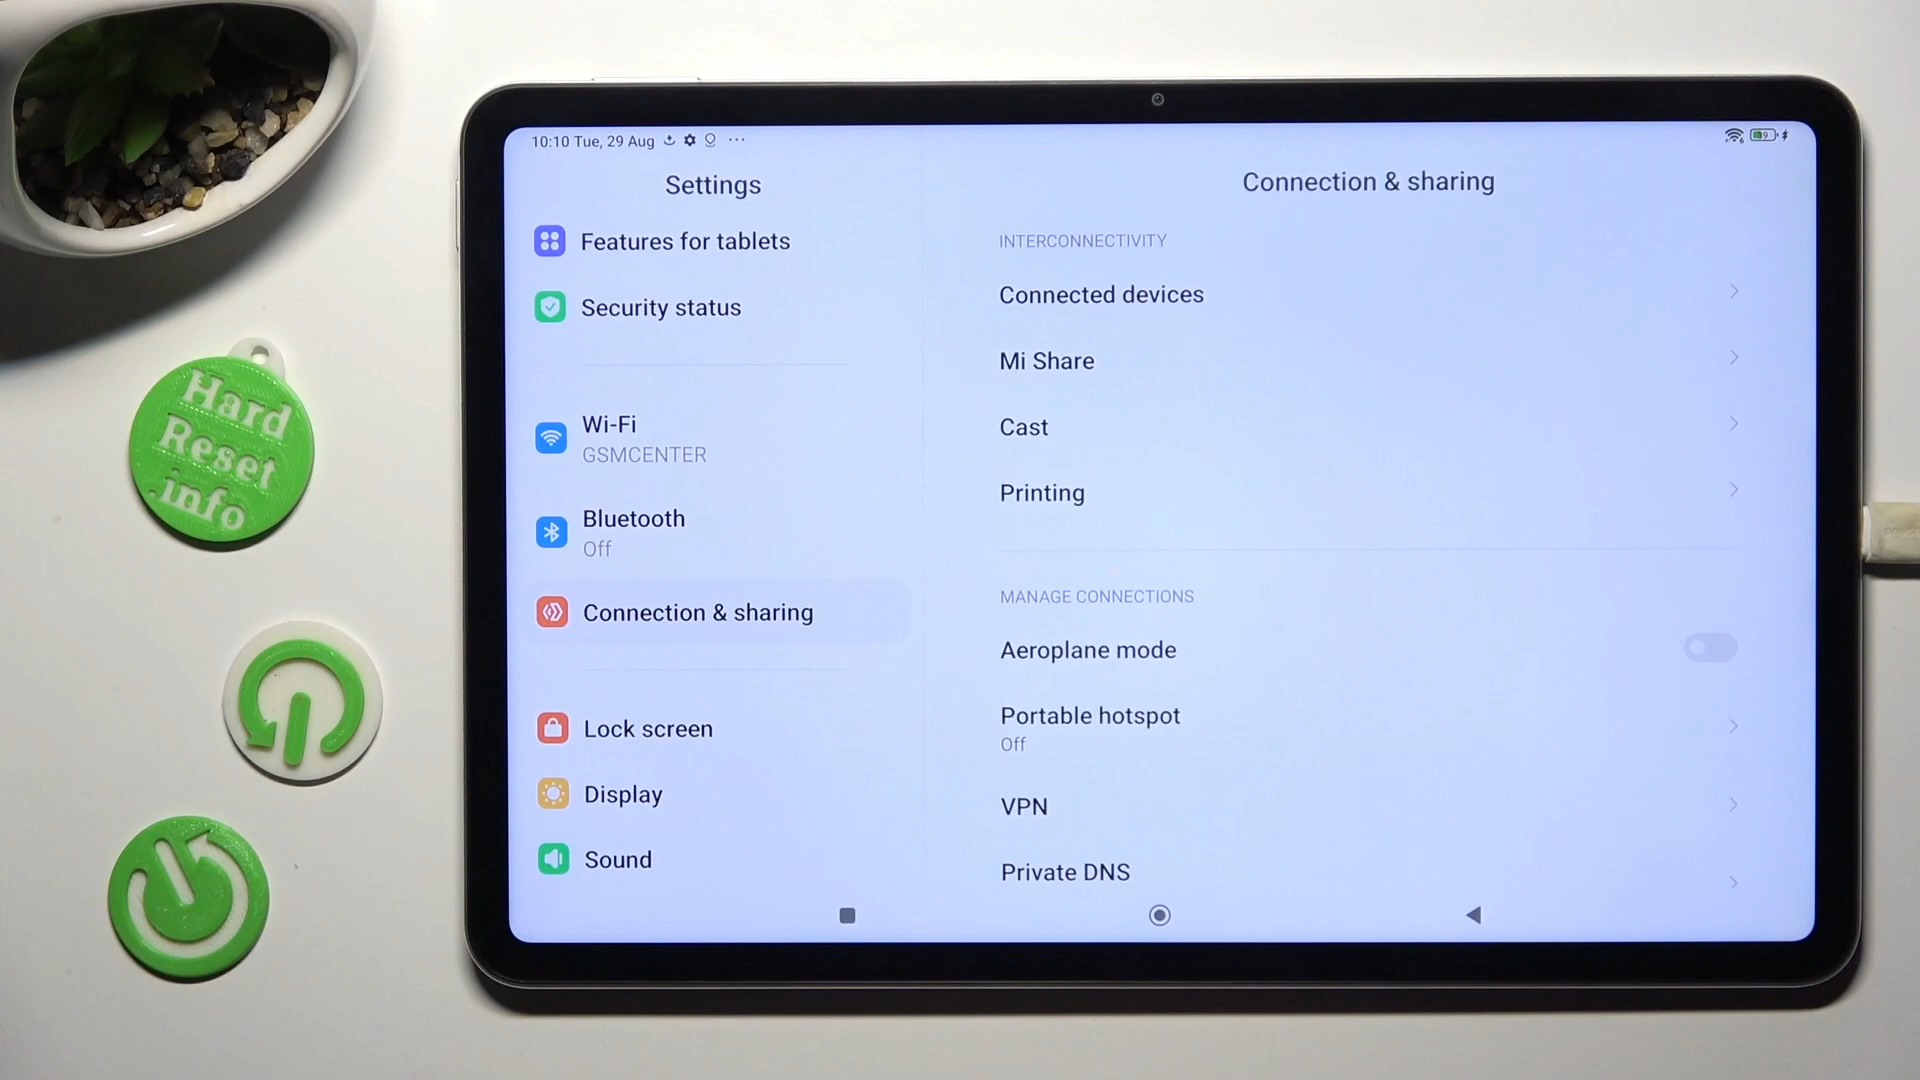 Hard
Reset
.info
10:10 Tue, 29 Aug
Settings
Features for tablets
Security status
Wi-Fi
GSMCENTER
Bluetooth
Off
Connection & sharing
Lock screen
Display
Sound
Connection & sharing
INTERCONNECTIVITY
Connected devices
Mi Share
Cast
Printing
MANAGE CONNECTIONS
Aeroplane mode
Portable hotspot
Off
VPN
Private DNS